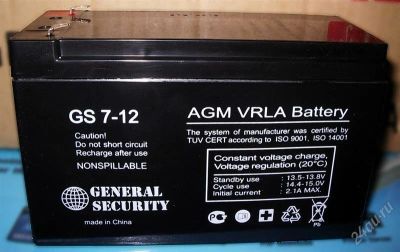 GS 7-12
Caution!
Do not short circuit
Recharge after use
NONSPILLABLE
GENERAL
SECURITY
made in China
AGM VRLA Battery
The system of manufacturer was certified by
TUV CERT according to ISO 9001, ISO 14001
Constant voltage charge,
Voltage regulation (20°C)
Standby use : 13.5-13.8V
Cycle use : 14.4-15.0V
Initial current : 2.1A MAX.
Pb
24au.ru